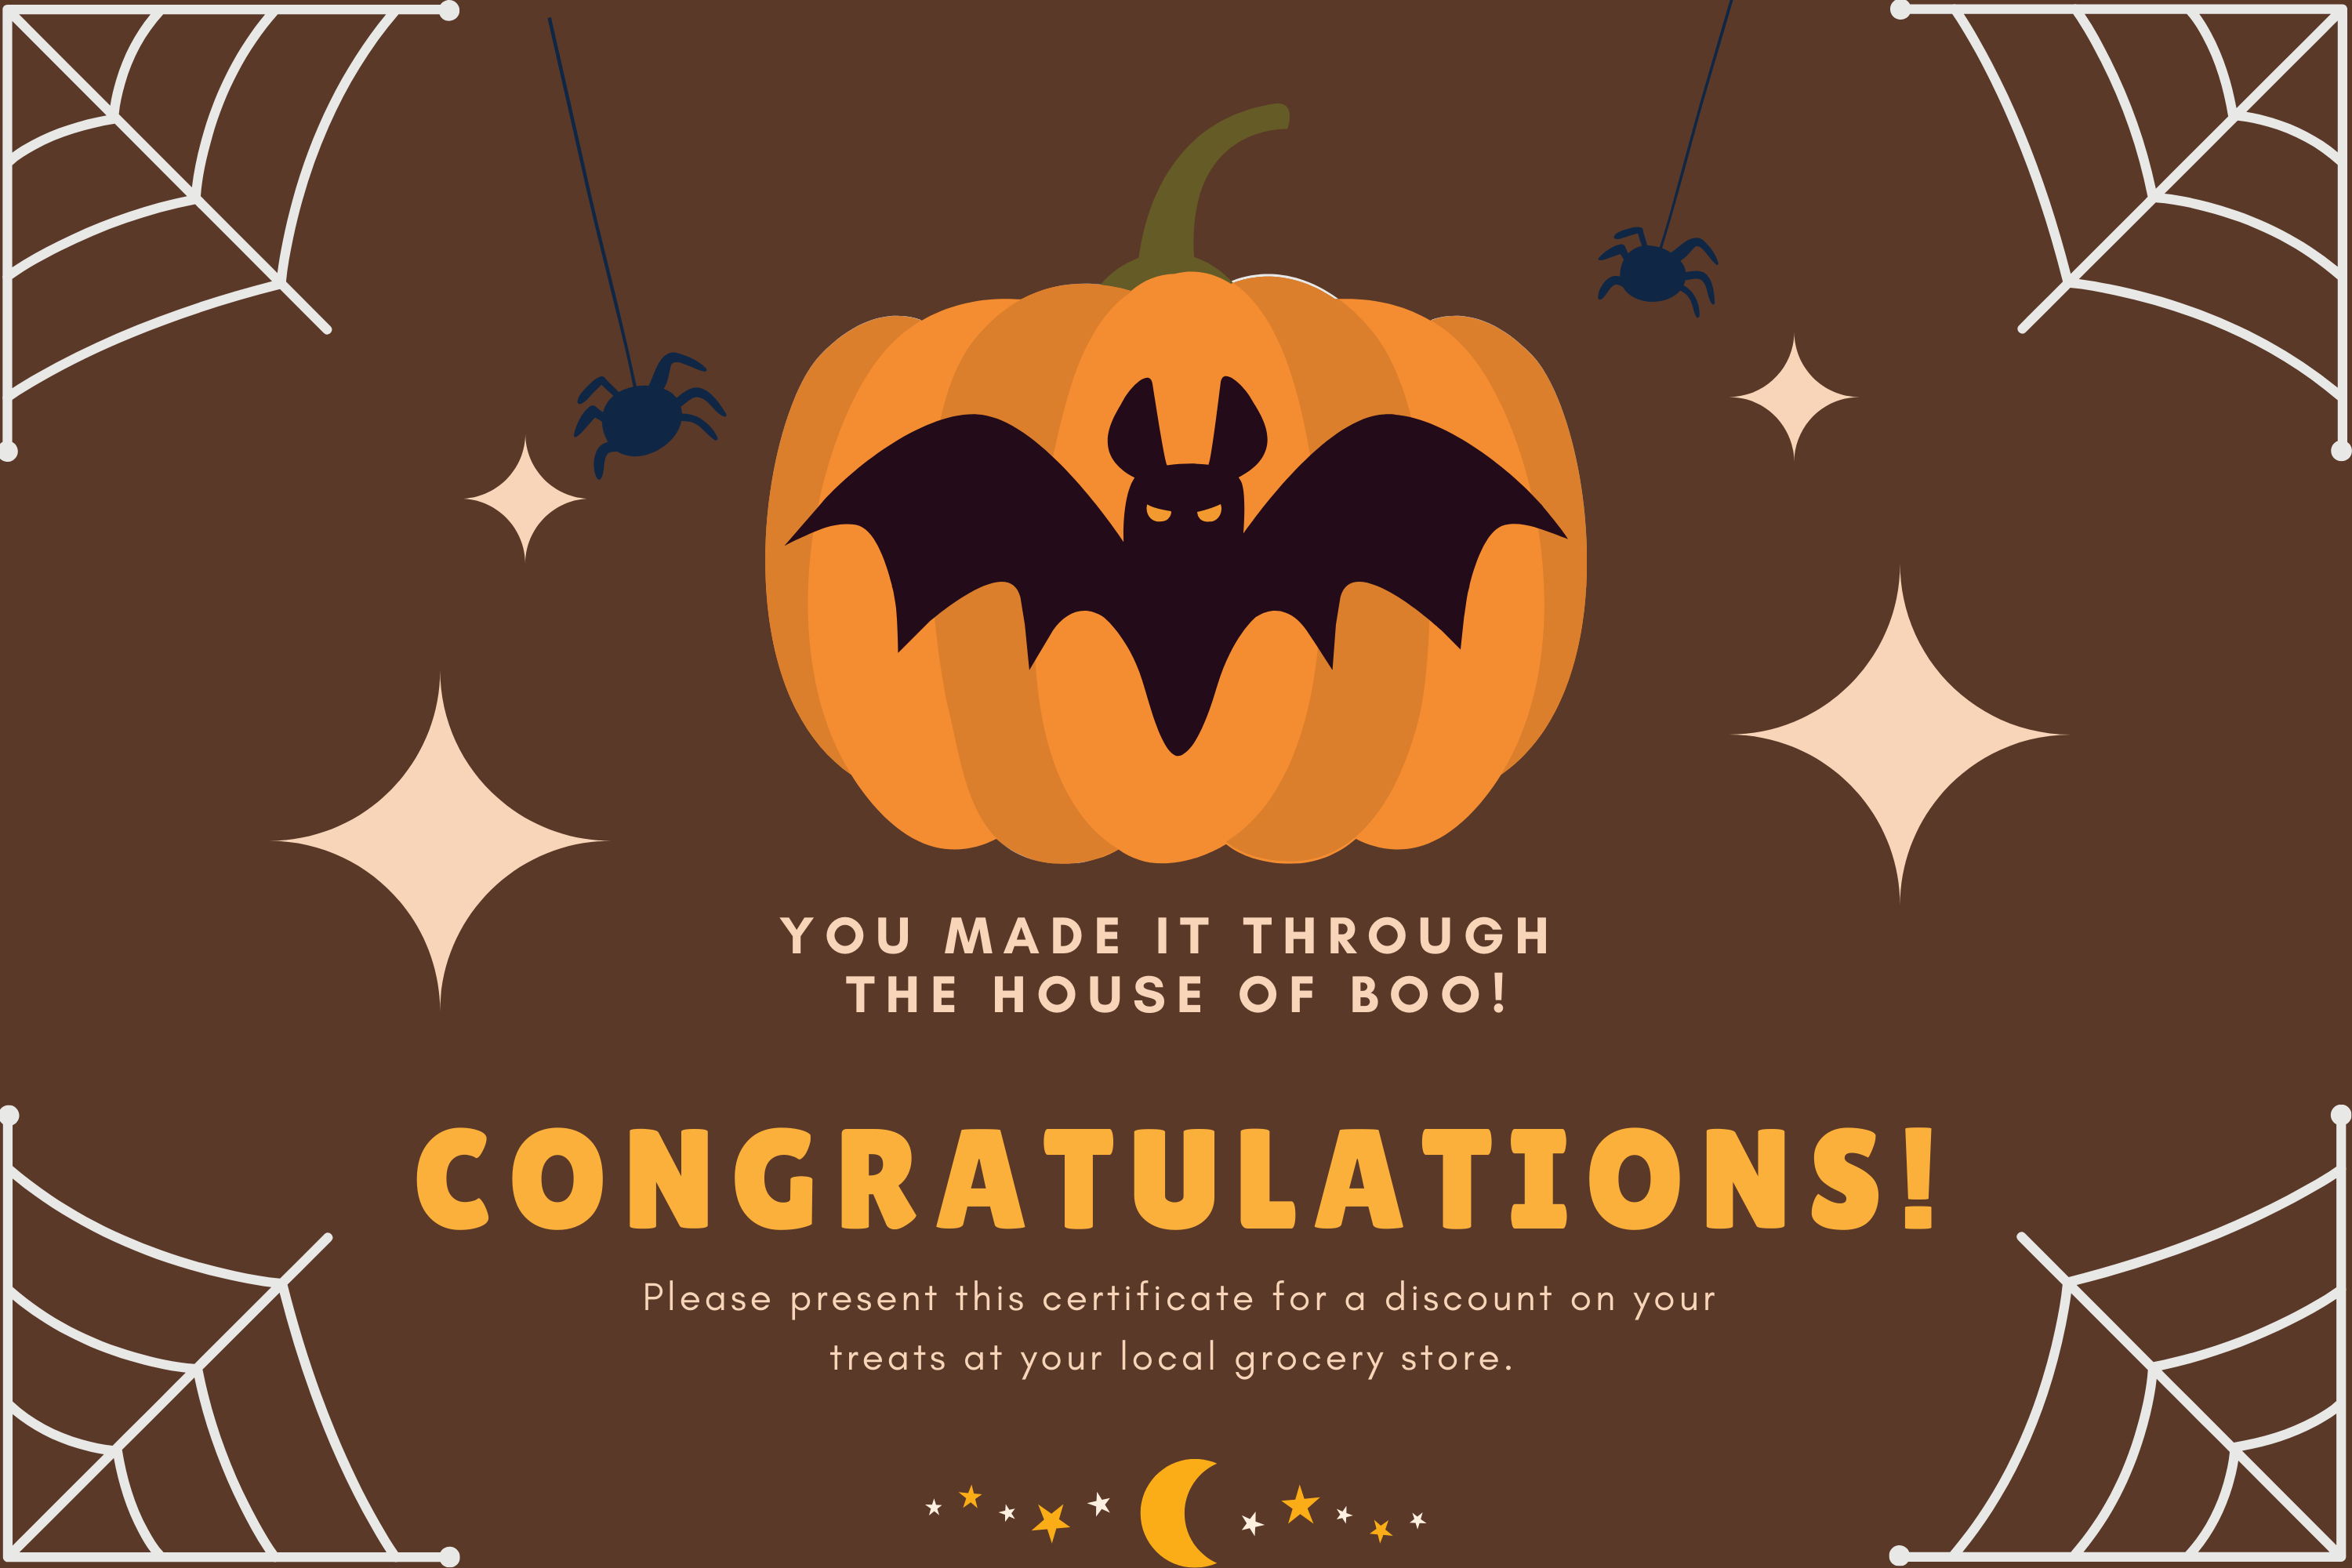 YOU MADE IT THROUGH
THE HOUSE OF BOO!
CONGRATULATIONS!
Please present this certificate for a discount on your
treats at your local grocery store.